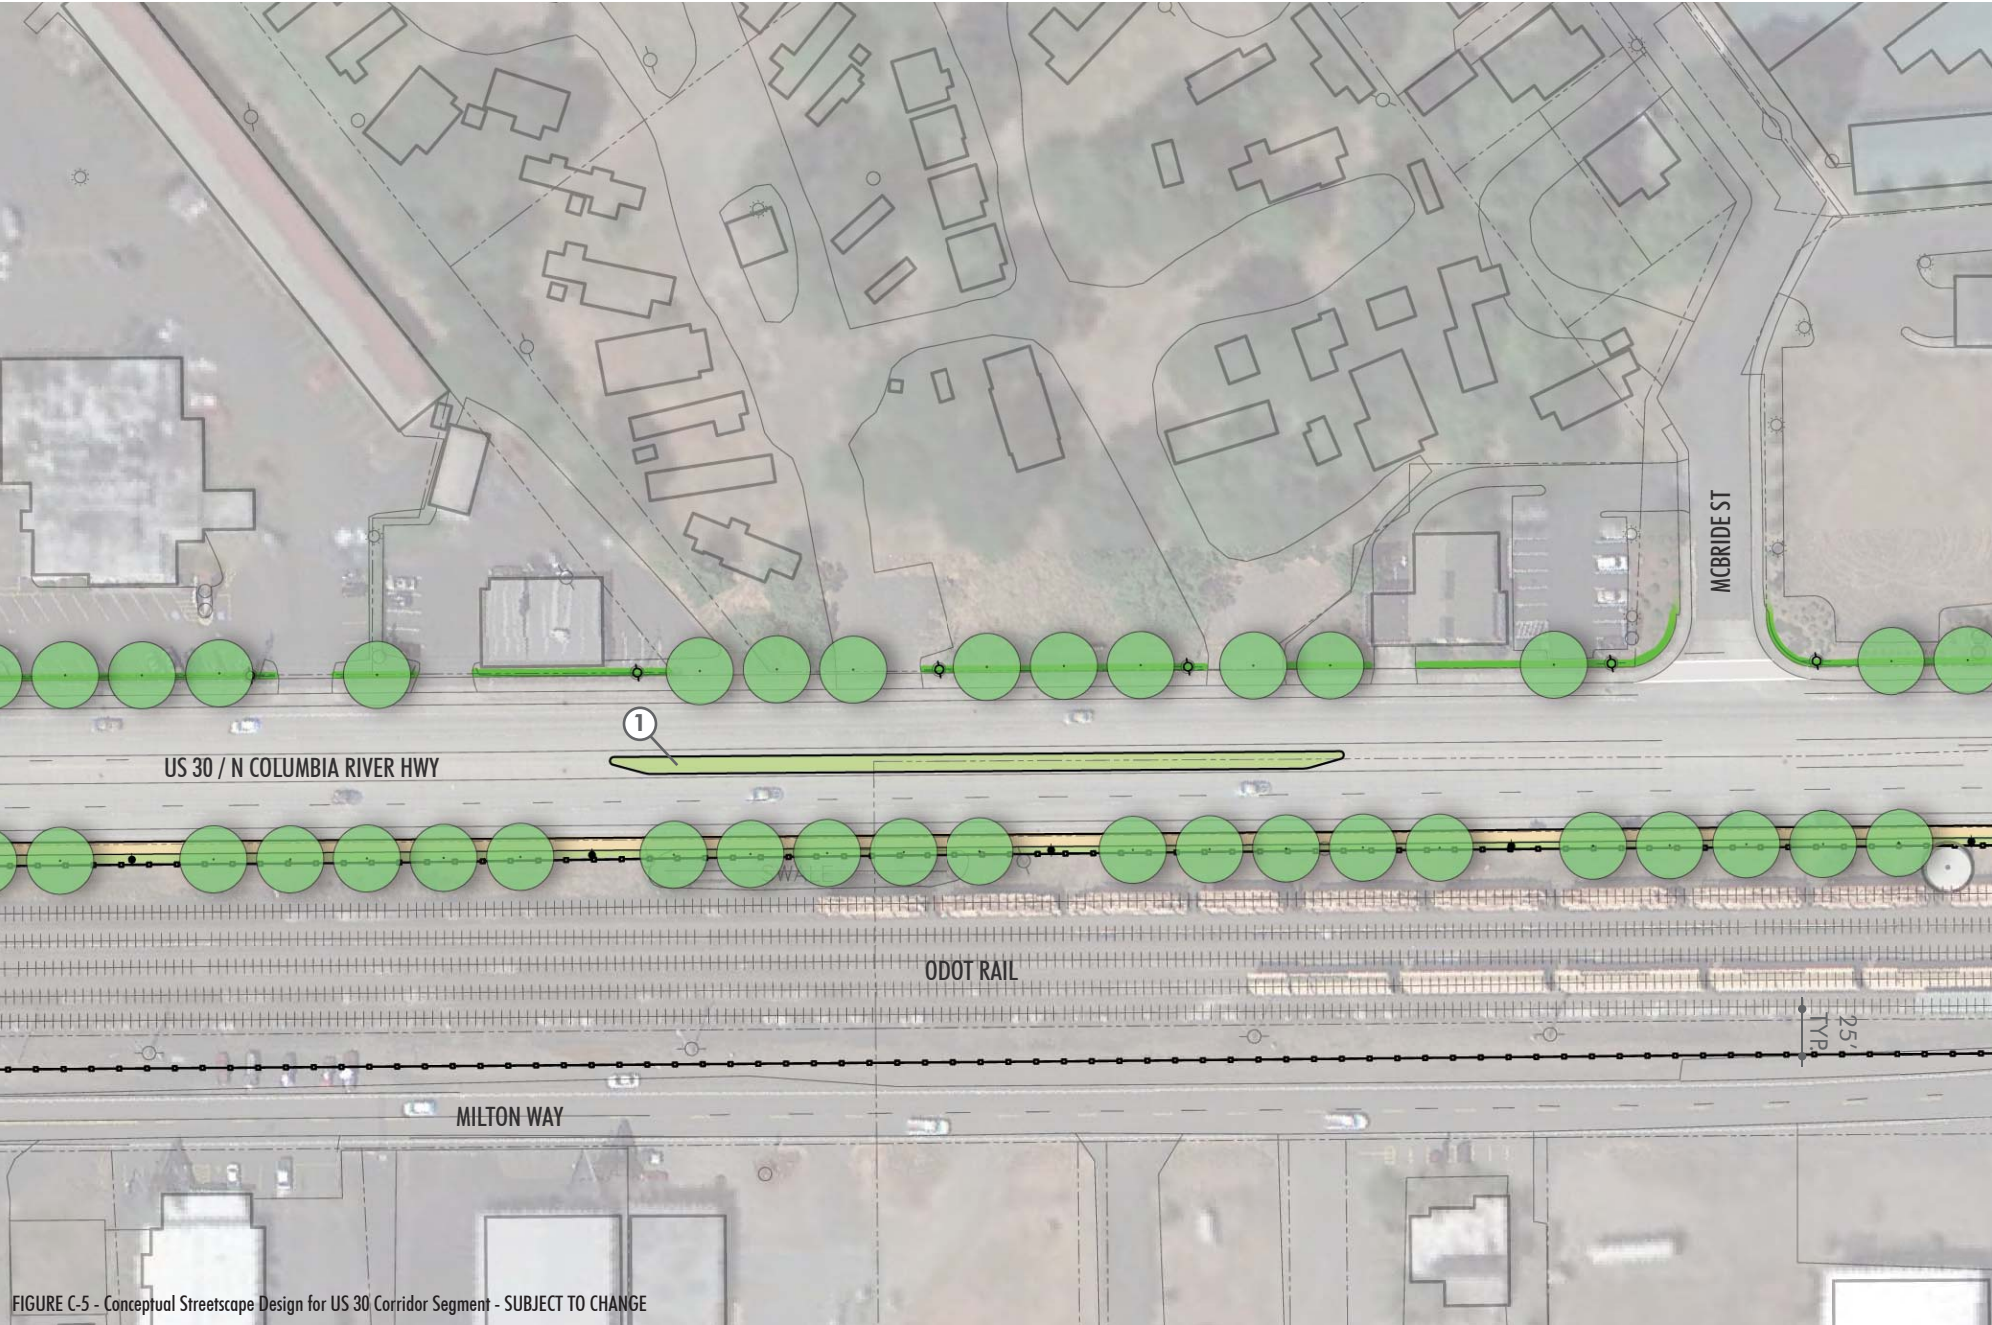 MCBRIDE ST
1
US 30 / N COLUMBIA RIVER HWY
SWALE
ODOT RAIL
25'
TYP.
MILTON WAY
FIGURE C-5 - Conceptual Streetscape Design for US 30 Corridor Segment - SUBJECT TO CHANGE